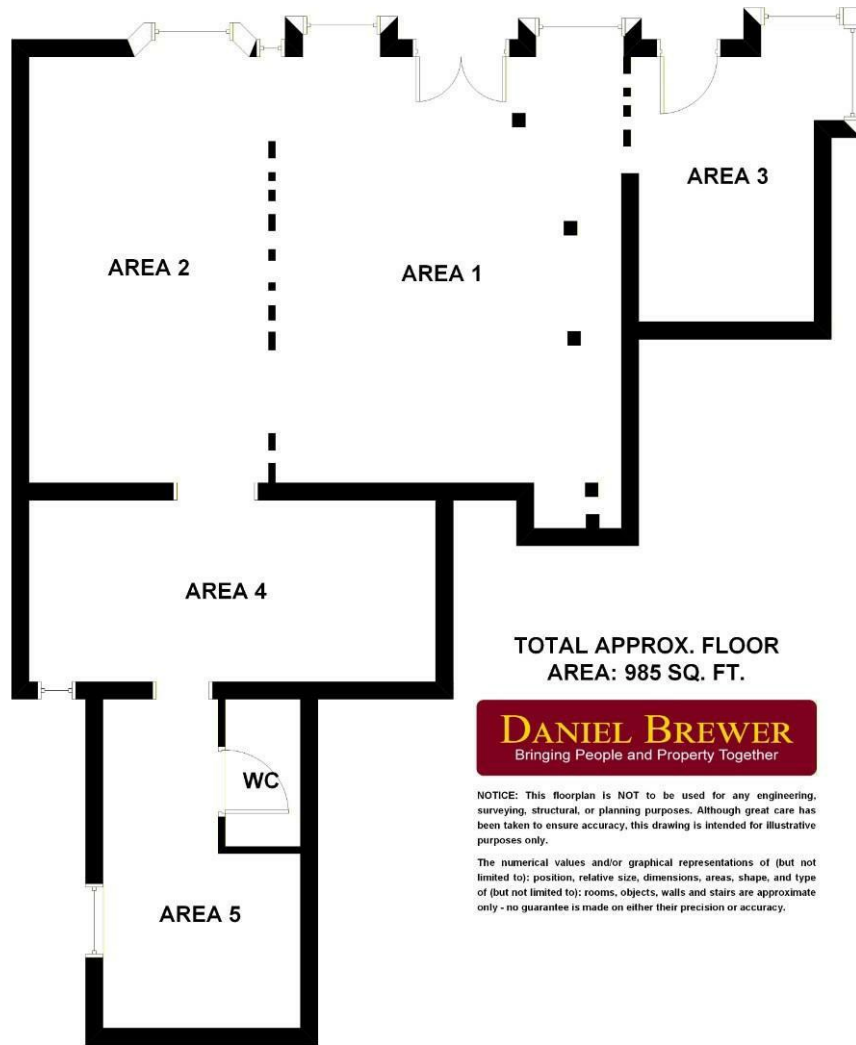 AREA 3
AREA 2
AREA 1
AREA 4
TOTAL APPROX. FLOOR
AREA: 985 SQ. FT.
DANIEL BREWER
Bringing People and Property Together
WC
NOTICE: This floorplan is NOT to be used for any engineering,
surveying, structural, or planning purposes. Although great care has
been taken to ensure accuracy, this drawing is intended for illustrative
purposes only.
The numerical values and/or graphical representations of (but not
limited to): position, relative size, dimensions, areas, shape, and type
of (but not limited to): rooms, objects, walls and stairs are approximate
only - no guarantee is made on either their precision or accuracy.
AREA 5